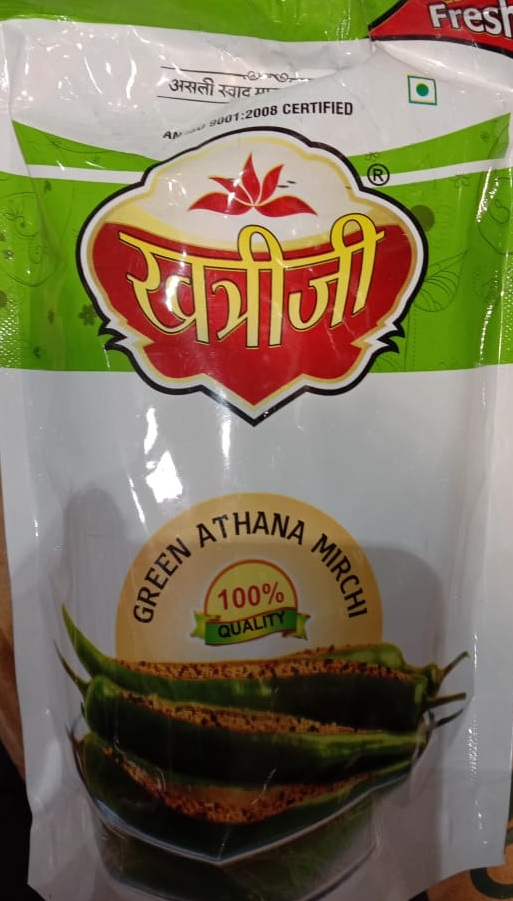 Fresh
असली स्वाद
9001:2008 CERTIFIED
®
खत्रीजी
GREEN ATHANA MIRCHI
100%
QUALITY